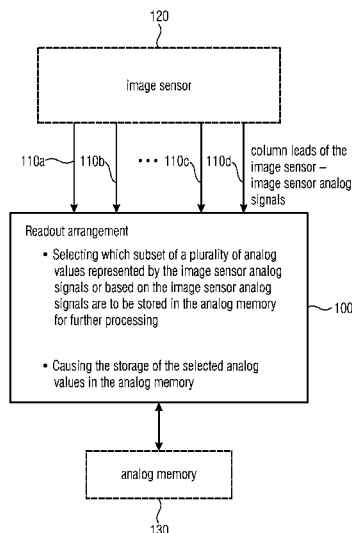 120
image sensor
110a
110b
•••
110c
110d
column leads of the
image sensor –
image sensor analog
signals
Readout arrangement
• Selecting which subset of a plurality of analog
values represented by the image sensor analog
signals or based on the image sensor analog
signals are to be stored in the analog memory
for further processing
100
• Causing the storage of the selected analog
values in the analog memory
analog memory
130